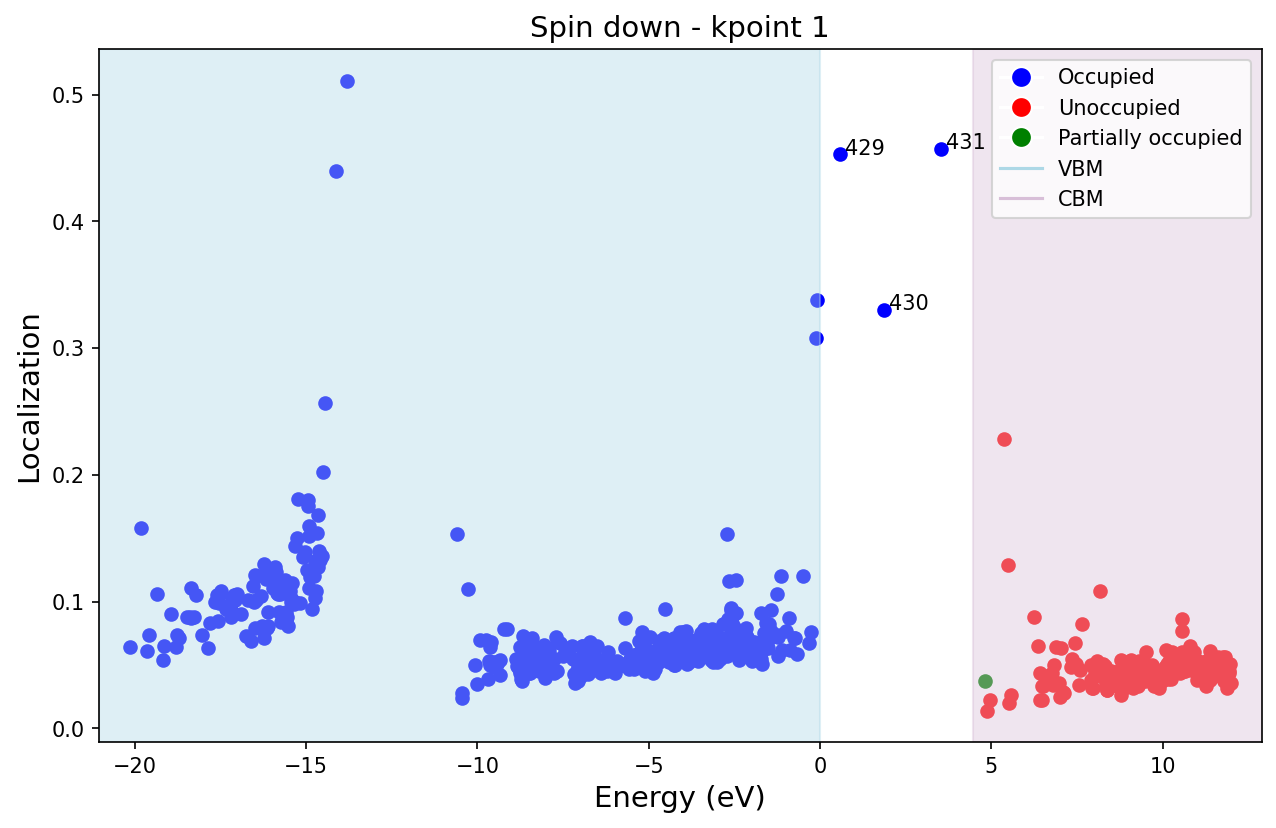 Spin down - kpoint 1
Localization
0.5
0.4
0.3
0.2
0.1
0.0
429
431
430
Occupied
Unoccupied
Partially occupied
VBM
CBM
−20
−15
−10
−5
0
5
10
Energy (eV)